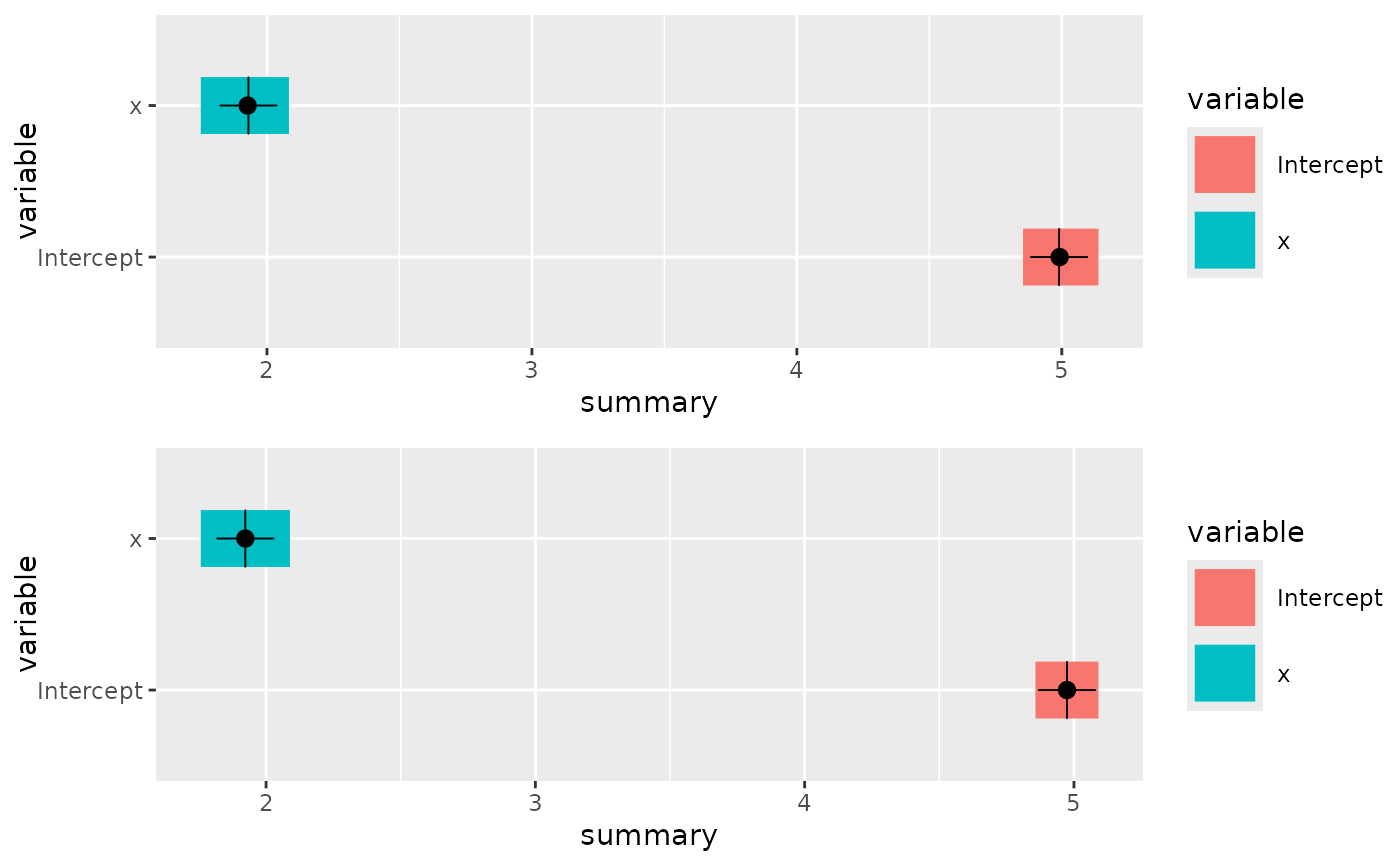 variable
x
Intercept
2 3 4 5
summary
variable
Intercept
x
variable
x
Intercept
2 3 4 5
summary
variable
Intercept
x